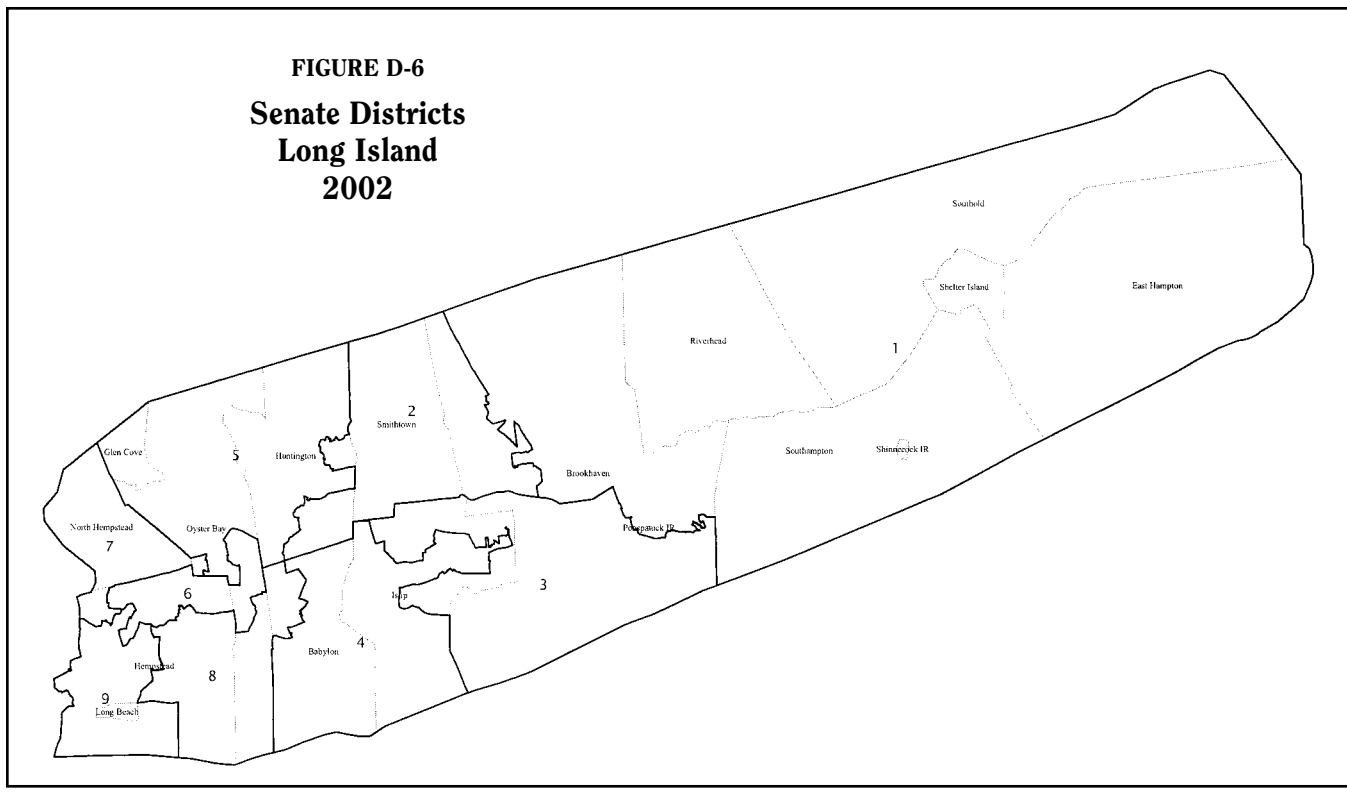 FIGURE D-6
Senate Districts
Long Island
2002
Southold
Shelter Island
East Hampton
Riverhead
1
2
Smithtown
Glen Cove
5
Huntington
Southampton
Shinnecock IR
Brookhaven
North Hempstead
Oyster Bay
Poospatuck IR
7
3
6
Islip
4
Babylon
Hempstead
8
9
Long Beach